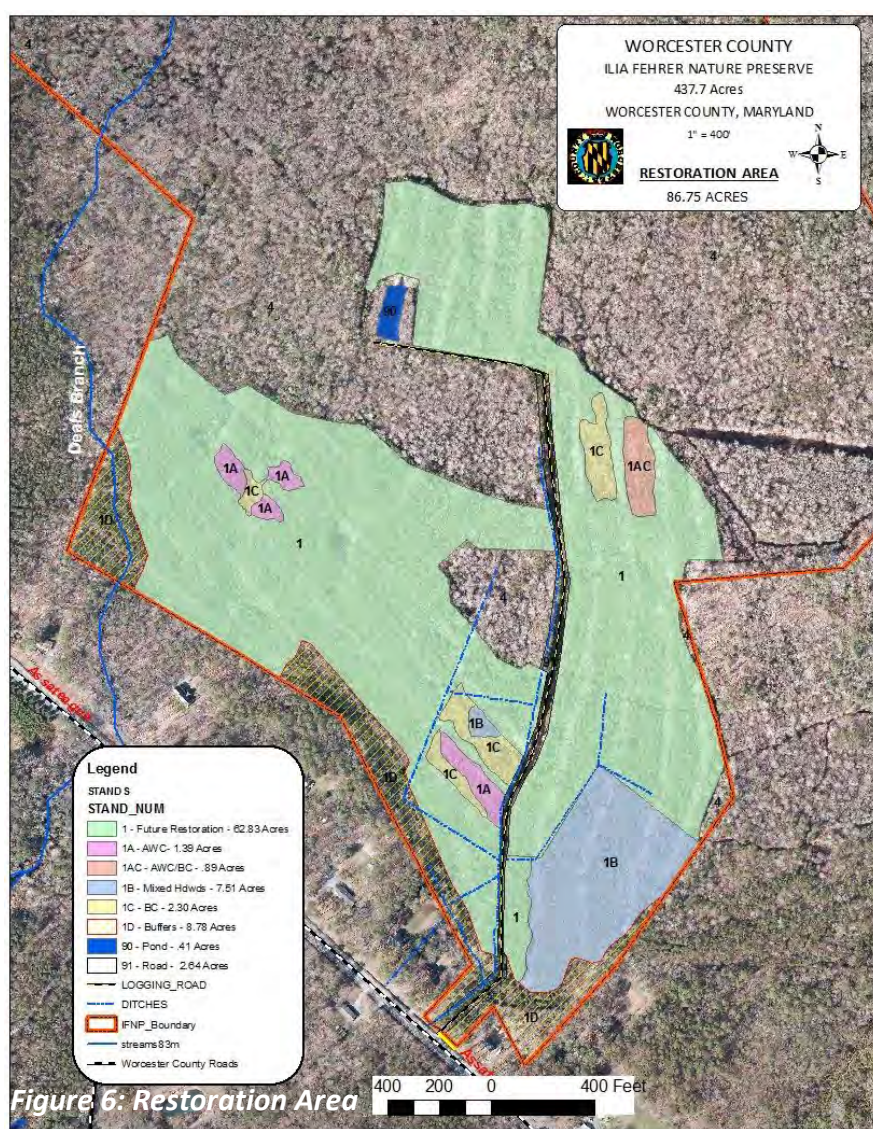 WORCESTER COUNTY
ILIA FEHRER NATURE PRESERVE
437.7 Acres
WORCESTER COUNTY, MARYLAND
1" = 400'
N
W E
S
RESTORATION AREA
86.75 ACRES
4
4
4
90
Deals Branch
1C
1AC
1A
1A
1C
1A
1D
1
1
4
4
Assateague
1B
1C
1C
1A
1D
4
1B
1
1D
Assat
Legend
STANDS
STAND_NUM
1 - Future Restoration - 62.83 Acres
1A - AWC- 1.39 Acres
1AC - AWC/BC - .89 Acres
1B - Mixed Hdwds - 7.51 Acres
1C - BC - 2.30 Acres
1D - Buffers - 8.78 Acres
90 - Pond - .41 Acres
91 - Road - 2.64 Acres
LOGGING_ROAD
DITCHES
IFNP_Boundary
streams83m
Worcester County Roads
Figure 6: Restoration Area
400 200 0 400 Feet